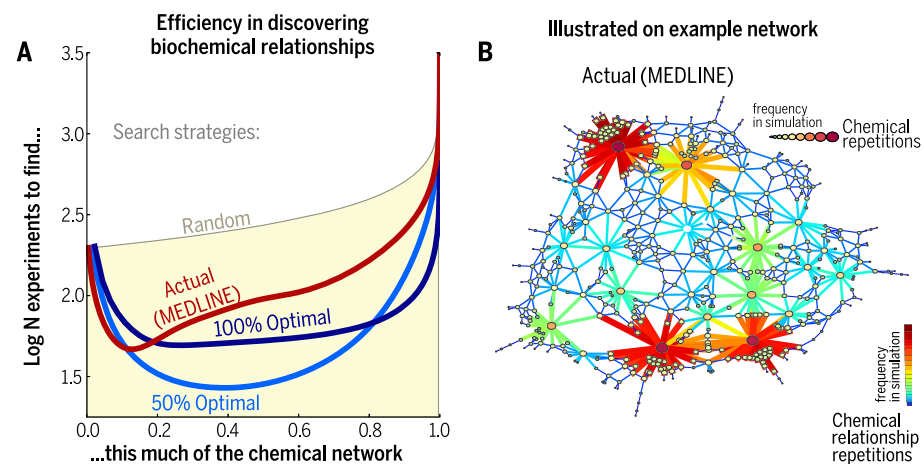 A
Efficiency in discovering
biochemical relationships
Log N experiments to find...
3.5
3.0
2.5
2.0
1.5
Search strategies:
Random
Actual
(MEDLINE)
100% Optimal
50% Optimal
0.0 0.2 0.4 0.6 0.8 1.0
...this much of the chemical network
Illustrated on example network
B
Actual (MEDLINE)
frequency
in simulation
Chemical
repetitions
frequency
in simulation
Chemical
relationship
repetitions